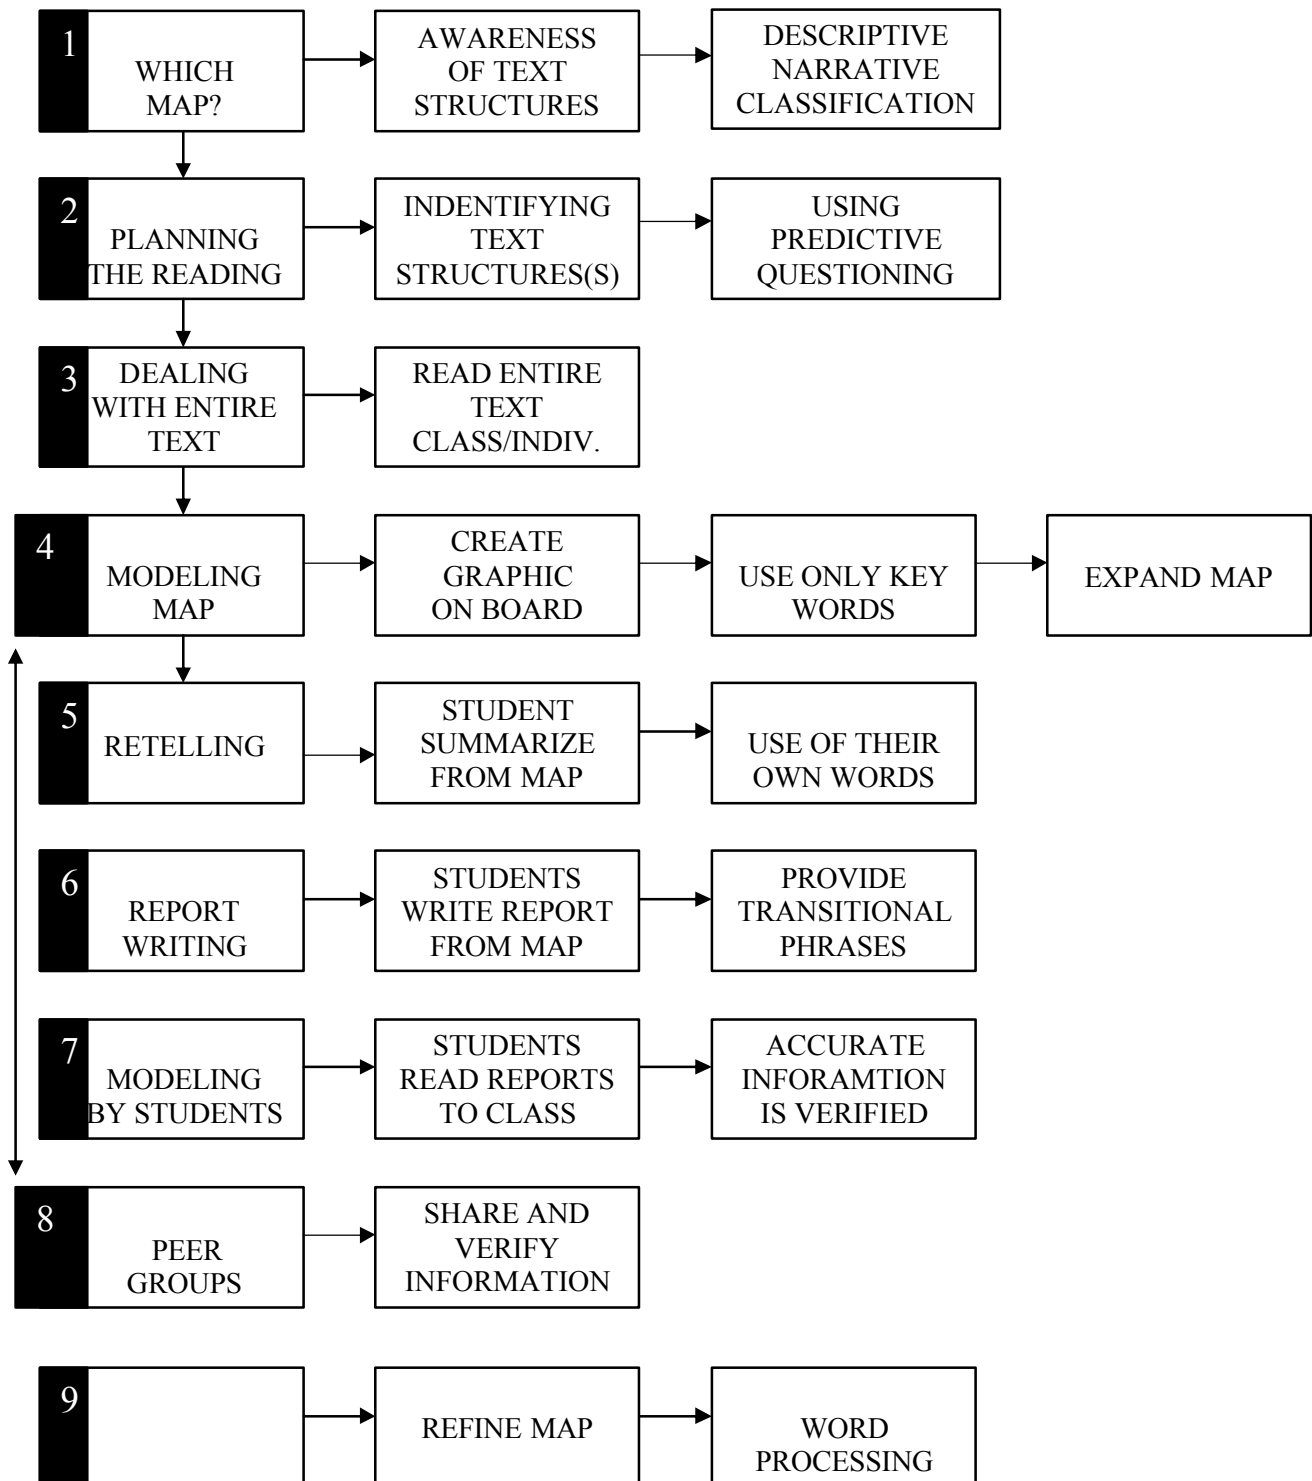 1
WHICH
MAP?
AWARENESS
OF TEXT
STRUCTURES
DESCRIPTIVE
NARRATIVE
CLASSIFICATION
2
PLANNING
THE READING
INDENTIFYING
TEXT
STRUCTURES(S)
USING
PREDICTIVE
QUESTIONING
3
DEALING
WITH ENTIRE
TEXT
READ ENTIRE
TEXT
CLASS/INDIV.
4
MODELING
MAP
CREATE
GRAPHIC
ON BOARD
USE ONLY KEY
WORDS
EXPAND MAP
5
RETELLING
STUDENT
SUMMARIZE
FROM MAP
USE OF THEIR
OWN WORDS
6
REPORT
WRITING
STUDENTS
WRITE REPORT
FROM MAP
PROVIDE
TRANSITIONAL
PHRASES
7
MODELING
BY STUDENTS
STUDENTS
READ REPORTS
TO CLASS
ACCURATE
INFORAMTION
IS VERIFIED
8
PEER
GROUPS
SHARE AND
VERIFY
INFORMATION
9
REFINE MAP
WORD
PROCESSING